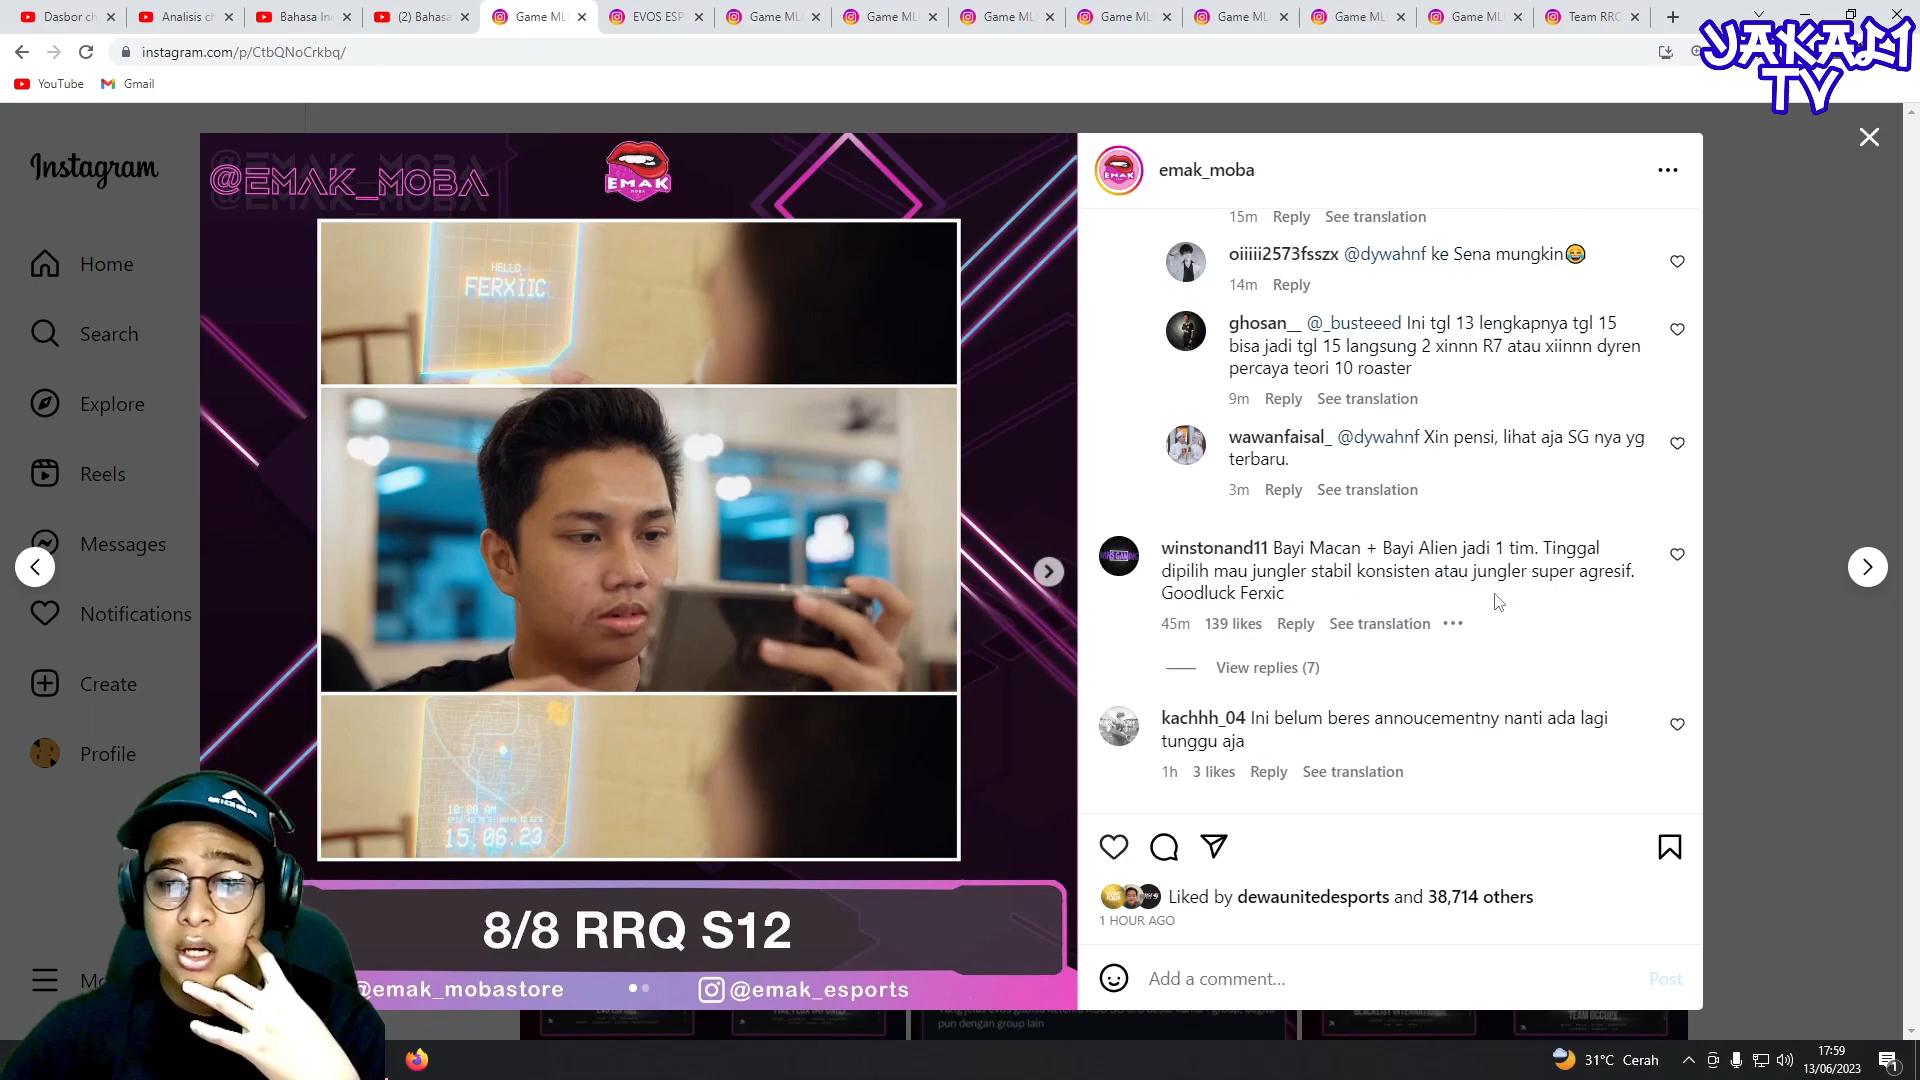 Dasbor ch
Analisis ch
Bahasa In
(2) Bahasa
Game ML
EVOS ESP
Game ML
Game ML
Game ML
Game ML
Game ML
Game ML
Game ML
Team RRC
instagram.com/p/CtbQNoCrkbq/
YouTube
Gmail
YAKALI
TV
Instagram
Home
Search
Explore
Reels
Messages
Notifications
Create
Profile
@EMAK_MOBA
EMAK
HELLO,
FERXIIC
10:00 AM
15.06.23
8/8 RRQ S12
@emak_mobastore
@emak_esports
emak_moba
15m Reply See translation
oiiiii2573fsszx @dywahnf ke Sena mungkin😂
14m Reply
ghosan__ @_busteeed Ini tgl 13 lengkapnya tgl 15
bisa jadi tgl 15 langsung 2 xinnn R7 atau xiinnn dyren
percaya teori 10 roaster
9m Reply See translation
wawanfaisal_ @dywahnf Xin pensi, lihat aja SG nya yg
terbaru.
3m Reply See translation
winstonand11 Bayi Macan + Bayi Alien jadi 1 tim. Tinggal
dipilih mau jungler stabil konsisten atau jungler super agresif.
Goodluck Ferxic
45m 139 likes Reply See translation
View replies (7)
kachhh_04 Ini belum beres annoucementny nanti ada lagi
tunggu aja
1h 3 likes Reply See translation
Liked by dewaunitedesports and 38,714 others
1 HOUR AGO
Add a comment...
Post
pun dengan group lain
31°C Cerah
17:59
13/06/2023